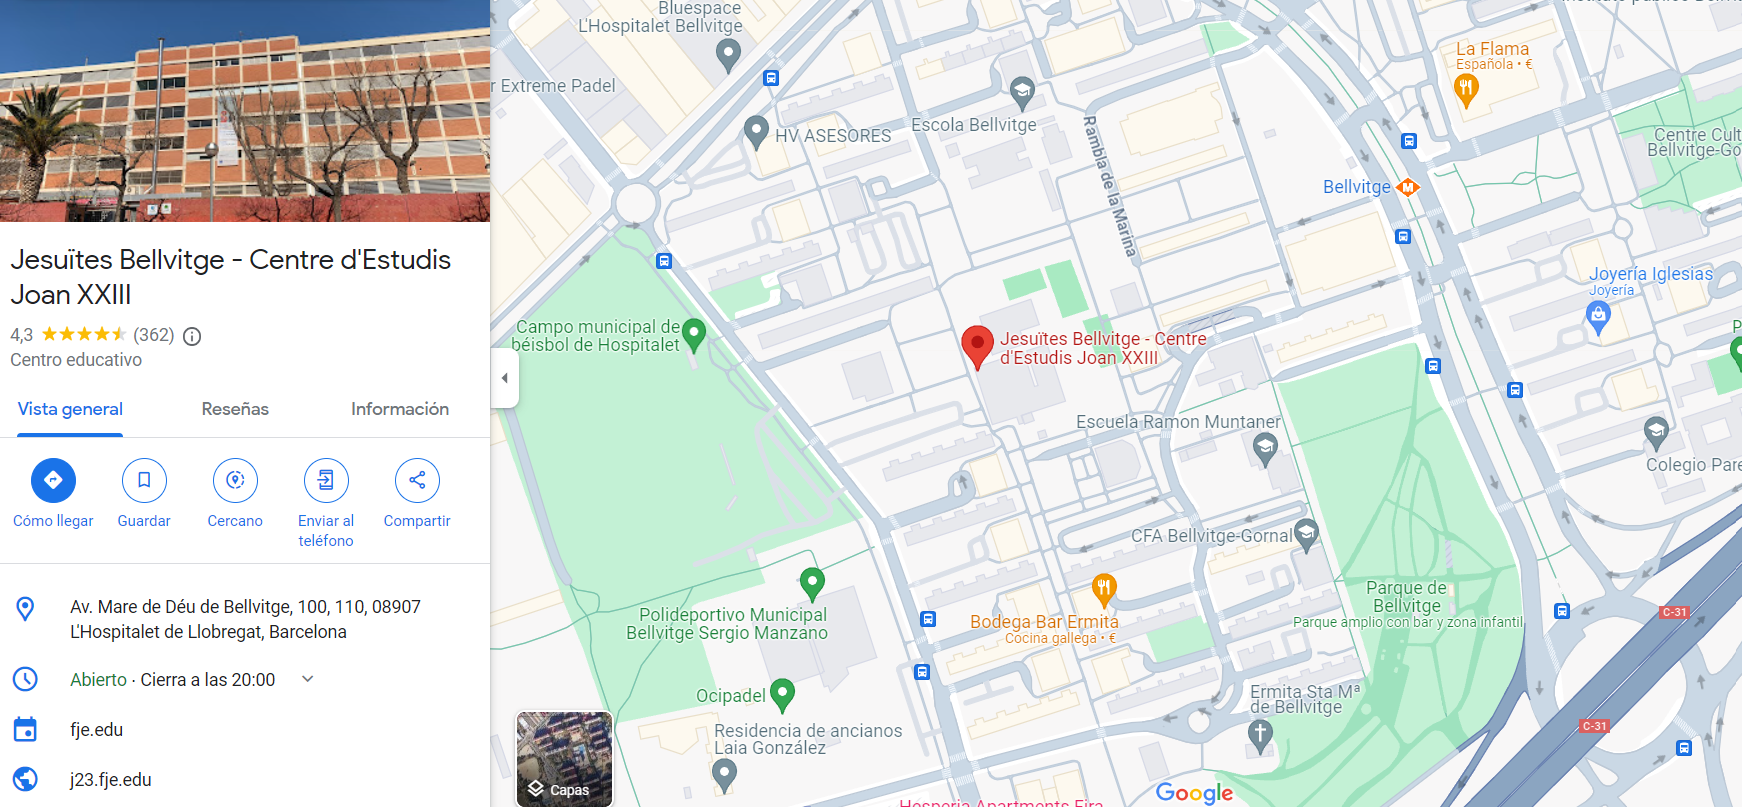 Jesuïtes Bellvitge - Centre d'Estudis
Joan XXIII
4,3
(362)
Centro educativo
Vista general
Reseñas
Información
Cómo llegar
Guardar
Cercano
Enviar al
teléfono
Compartir
Av. Mare de Déu de Bellvitge, 100, 110, 08907
L'Hospitalet de Llobregat, Barcelona
Abierto · Cierra a las 20:00
fje.edu
j23.fje.edu
Bluespace
L'Hospitalet Bellvitge
Extreme Padel
HV ASESORES
Escola Bellvitge
Rambla de la Marina
La Flama
Española • €
Centre Cult
Bellvitge-Go
Bellvitge
M
Joyería Iglesias
Joyería
Campo municipal de
béisbol de Hospitalet
Jesuïtes Bellvitge - Centre
d'Estudis Joan XXIII
Escuela Ramon Muntaner
Colegio Pare
CFA Bellvitge-Gornal
Parque de
Bellvitge
Parque amplio con bar y zona infantil
C-31
Polideportivo Municipal
Bellvitge Sergio Manzano
Bodega Bar Ermita
Cocina gallega • €
Ocipadel
Ermita Sta Mª
de Bellvitge
C-31
Residencia de ancianos
Laia González
Capas
Google
Hesperia Apartments Fira